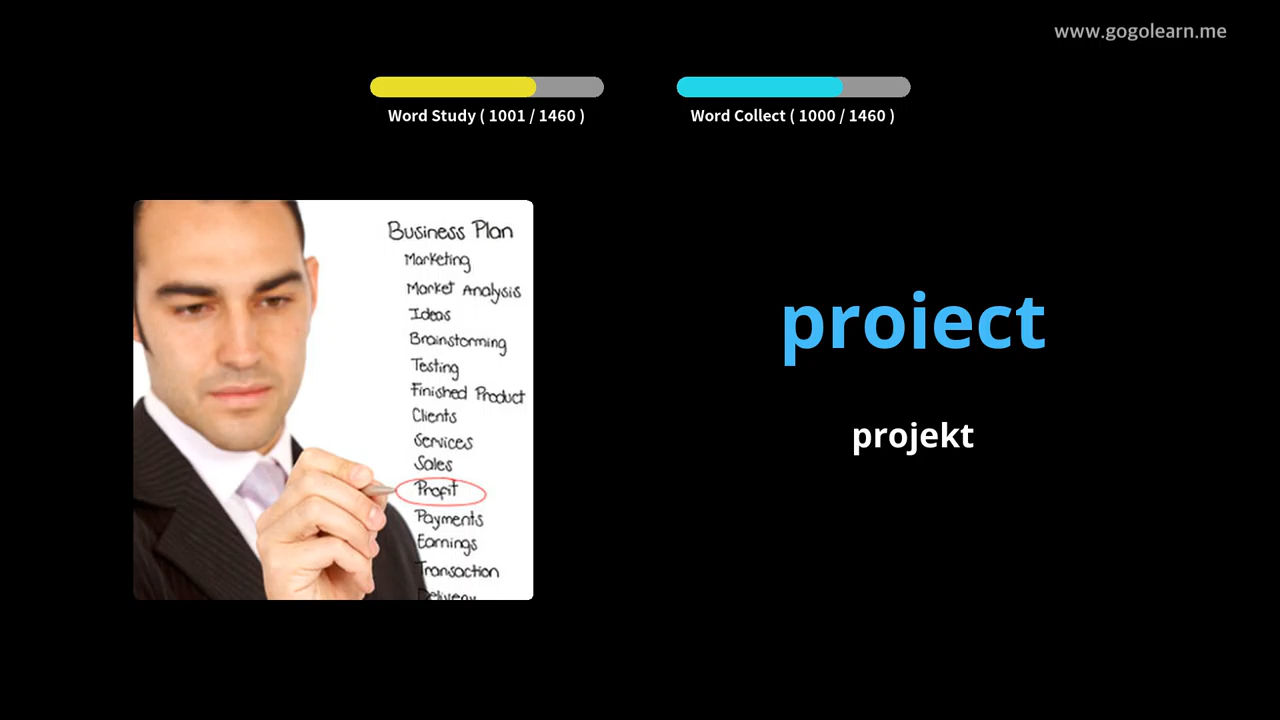 www.gogolearn.me
Word Study ( 1001 / 1460 )
Word Collect ( 1000 / 1460 )
Business Plan
Marketing
Market Analysis
Ideas
Brainstorming
Testing
Finished Product
Clients
Services
Sales
Profit
Payments
Earnings
Transaction
Delivery
proiect
projekt